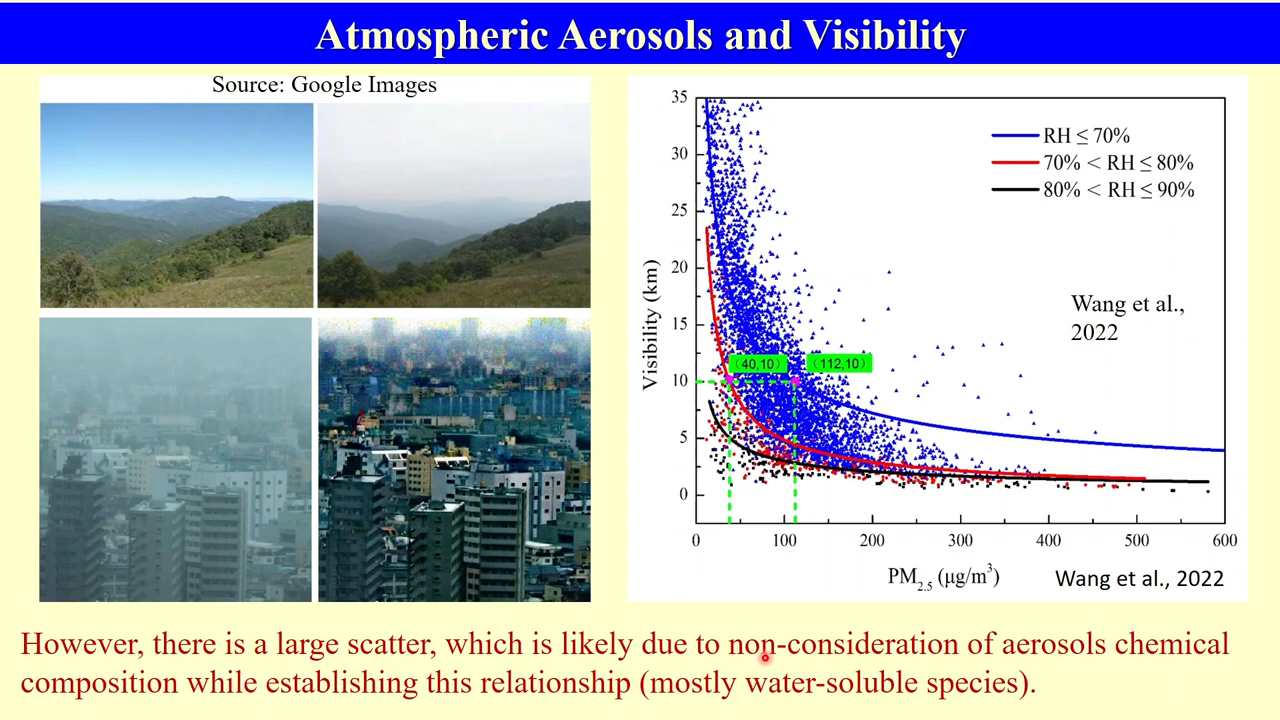 Atmospheric Aerosols and Visibility
Source: Google Images
35
30
25
20
15
10
5
0
Visibility (km)
RH ≤ 70%
70% < RH ≤ 80%
80% < RH ≤ 90%
Wang et al.,
2022
(40,10)
(112,10)
0 100 200 300 400 500 600
PM2.5 (μg/m3)
Wang et al., 2022
However, there is a large scatter, which is likely due to non-consideration of aerosols chemical
composition while establishing this relationship (mostly water-soluble species).